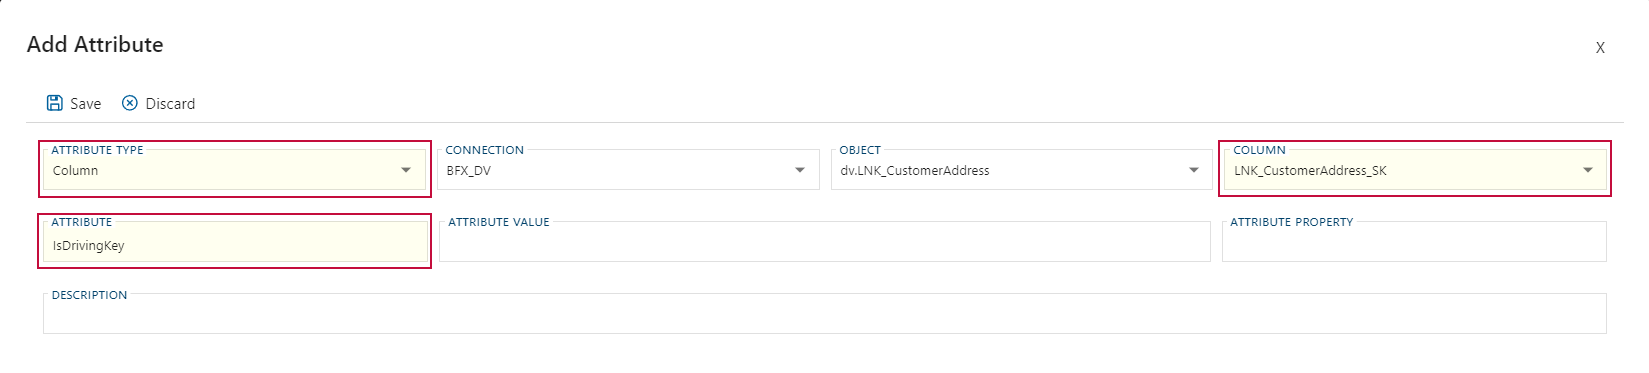 Add Attribute
X
Save
Discard
ATTRIBUTE TYPE
Column
CONNECTION
BFX_DV
OBJECT
dv.LNK_CustomerAddress
COLUMN
LNK_CustomerAddress_SK
ATTRIBUTE
IsDrivingKey
ATTRIBUTE VALUE
ATTRIBUTE PROPERTY
DESCRIPTION